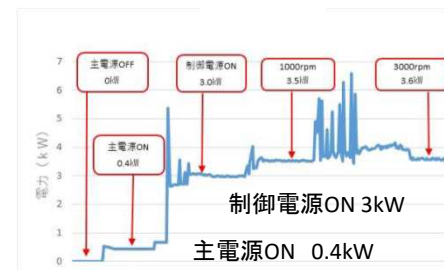 主電源OFF
0kW
制御電源ON
3.0kW
1000rpm
3.5kW
3000rpm
3.6kW
主電源ON
0.4kW
電力（kW）
7
6
5
4
3
2
1
0
制御電源ON 3kW
主電源ON 0.4kW